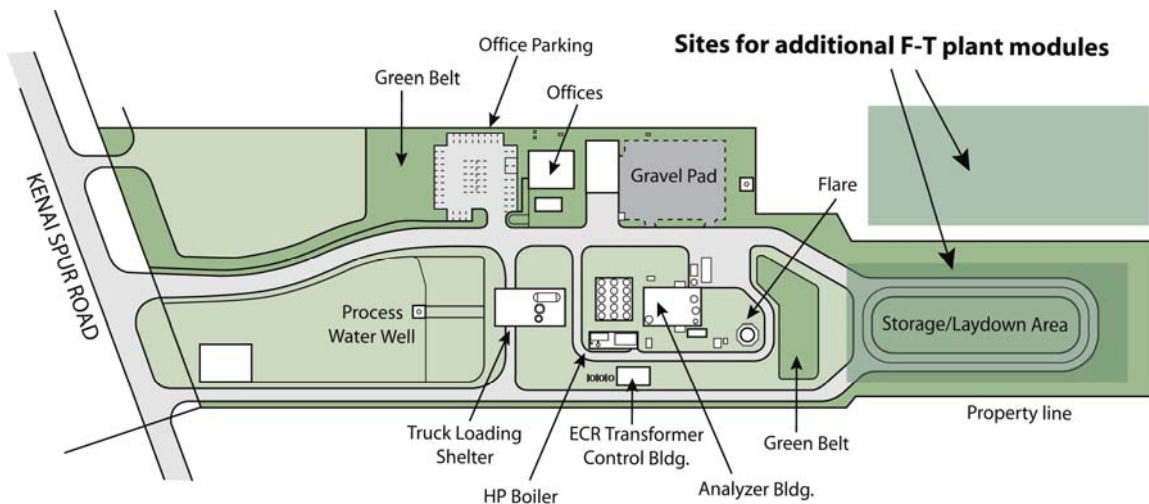 Sites for additional F-T plant modules
Office Parking
Green Belt
Offices
Gravel Pad
Flare
KENAI SPUR ROAD
Process
Water Well
Storage/Laydown Area
Property line
Truck Loading
Shelter
HP Boiler
ECR Transformer
Control Bldg.
Analyzer Bldg.
Green Belt